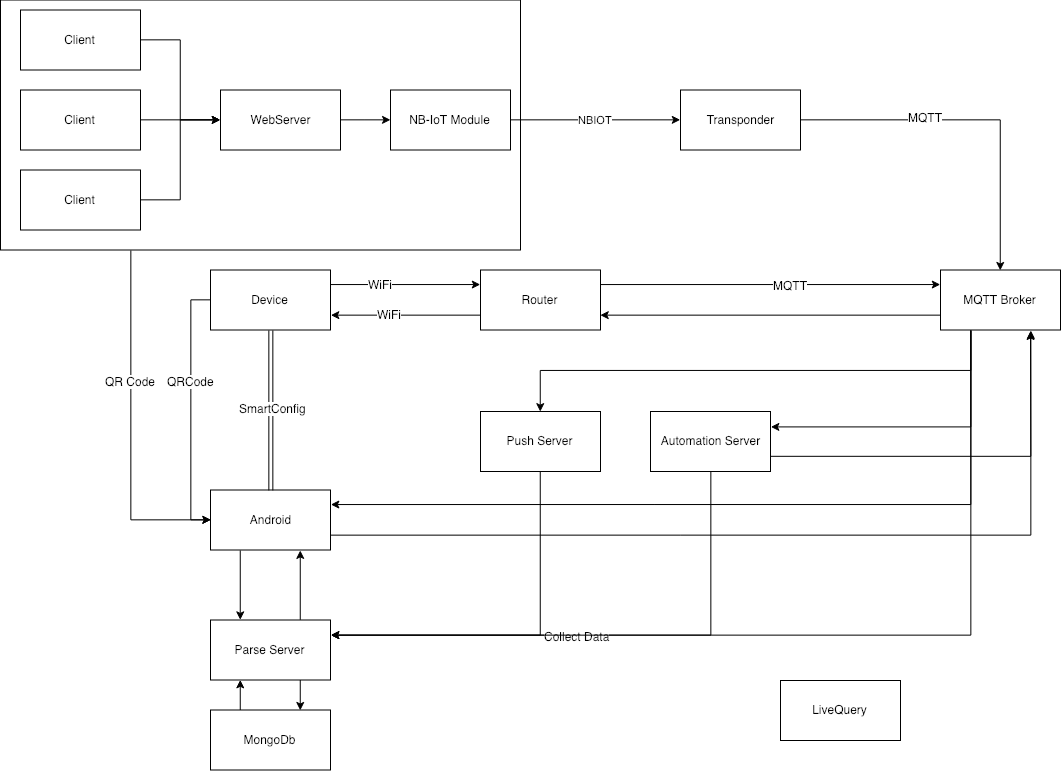 Client
Client
WebServer
NB-IoT Module
NBIOT
Transponder
MQTT
Client
Device
WiFi
WiFi
Router
MQTT
MQTT Broker
QR Code
QRCode
SmartConfig
Push Server
Automation Server
Android
Collect Data
Parse Server
LiveQuery
MongoDb